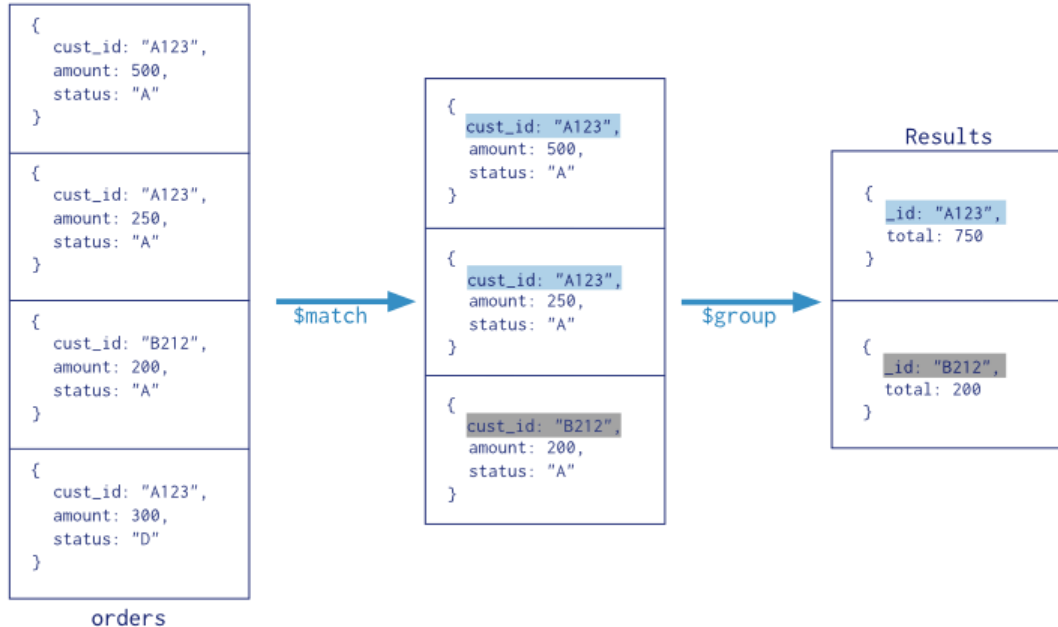 {
cust_id: "A123",
amount: 500,
status: "A"
}
{
cust_id: "A123",
amount: 250,
status: "A"
}
{
cust_id: "B212",
amount: 200,
status: "A"
}
{
cust_id: "A123",
amount: 300,
status: "D"
}
orders
$match
{
cust_id: "A123",
amount: 500,
status: "A"
}
{
cust_id: "A123",
amount: 250,
status: "A"
}
{
cust_id: "B212",
amount: 200,
status: "A"
}
$group
Results
{
_id: "A123",
total: 750
}
{
_id: "B212",
total: 200
}